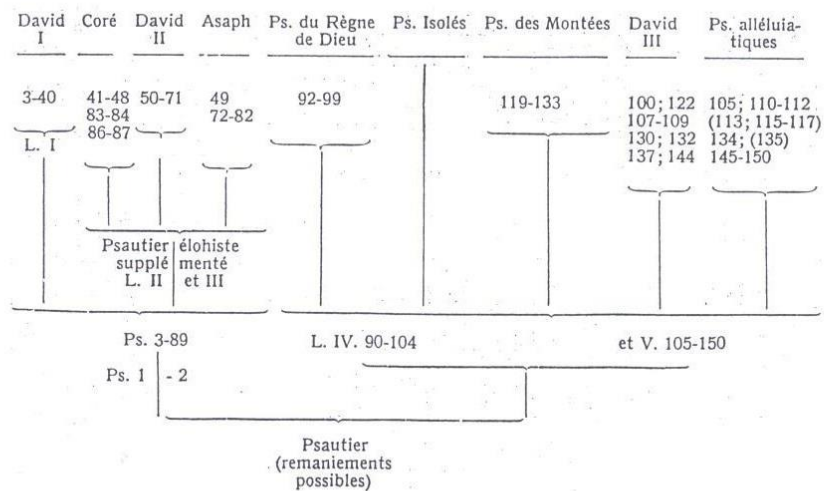 David Coré David Asaph Ps. du Règne Ps. Isolés Ps. des Montées David Ps. alléluia-
I II de Dieu III tiques
3-40 41-48 50-71 49 92-99 119-133 100; 122 105; 110-112
83-84 72-82 107-109 (113; 115-117)
86-87 130; 132 134; (135)
L. I 137; 144 145-150
Psautier élohiste
supplé menté
L. II et III
Ps. 3-89 L. IV. 90-104 et V. 105-150
Ps. 1 - 2
Psautier
(remaniements
possibles)